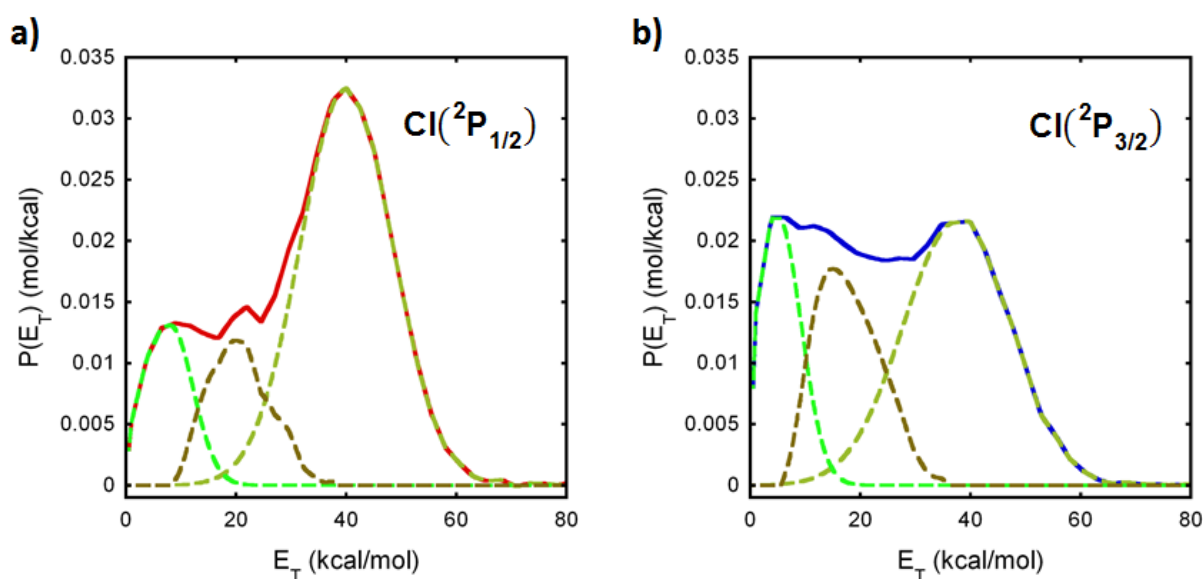 a)
0.035
0.03
0.025
0.02
0.015
0.01
0.005
0
P(E_T) (mol/kcal)
Cl(²P₁/₂)
0 20 40 60 80
E_T (kcal/mol)
b)
0.035
0.03
0.025
0.02
0.015
0.01
0.005
0
P(E_T) (mol/kcal)
Cl(²P₃/₂)
0 20 40 60 80
E_T (kcal/mol)